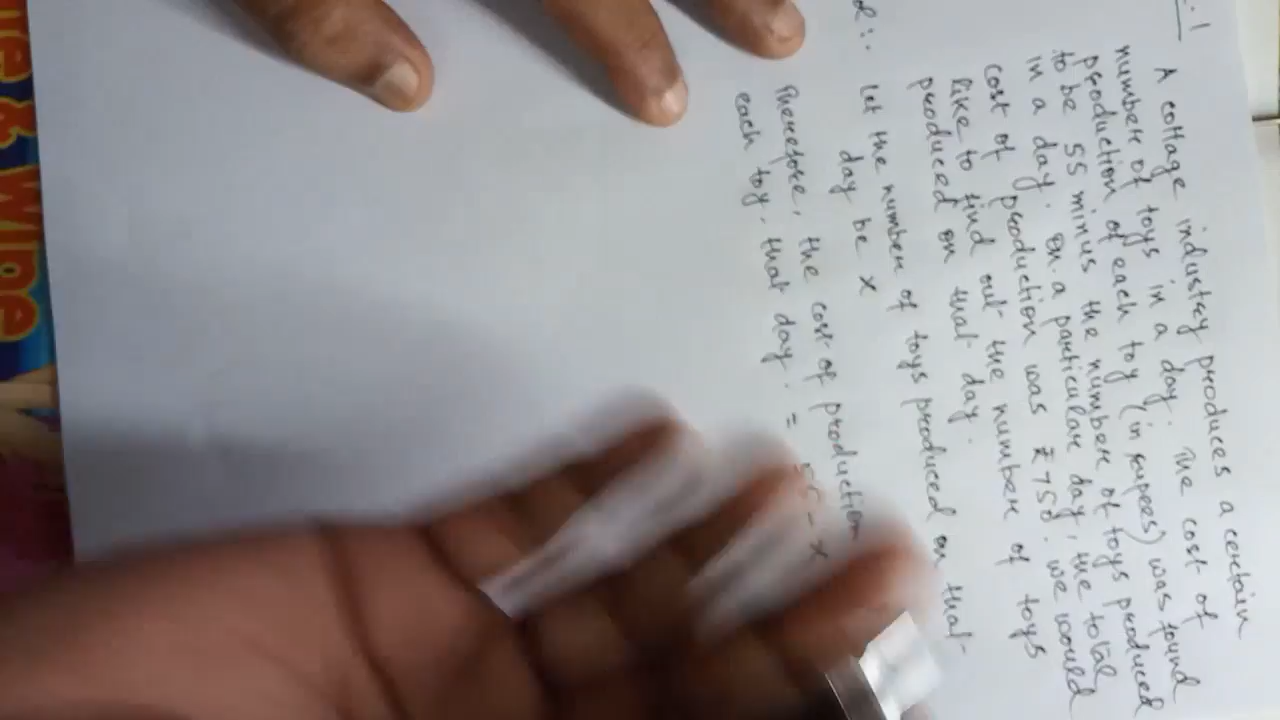 .1
A cottage industry produces a certain
number of toys in a day. The cost of
production of each toy (in rupees) was found
to be 55 minus the number of toys produced
in a day. On a particular day, the total
cost of production was ₹750. we would
like to find out the number of toys
produced on that day.
let the number of toys produced on that-
day be x
Therefore, the cost of production
each toy. that day. = 55 - x
& WIPE